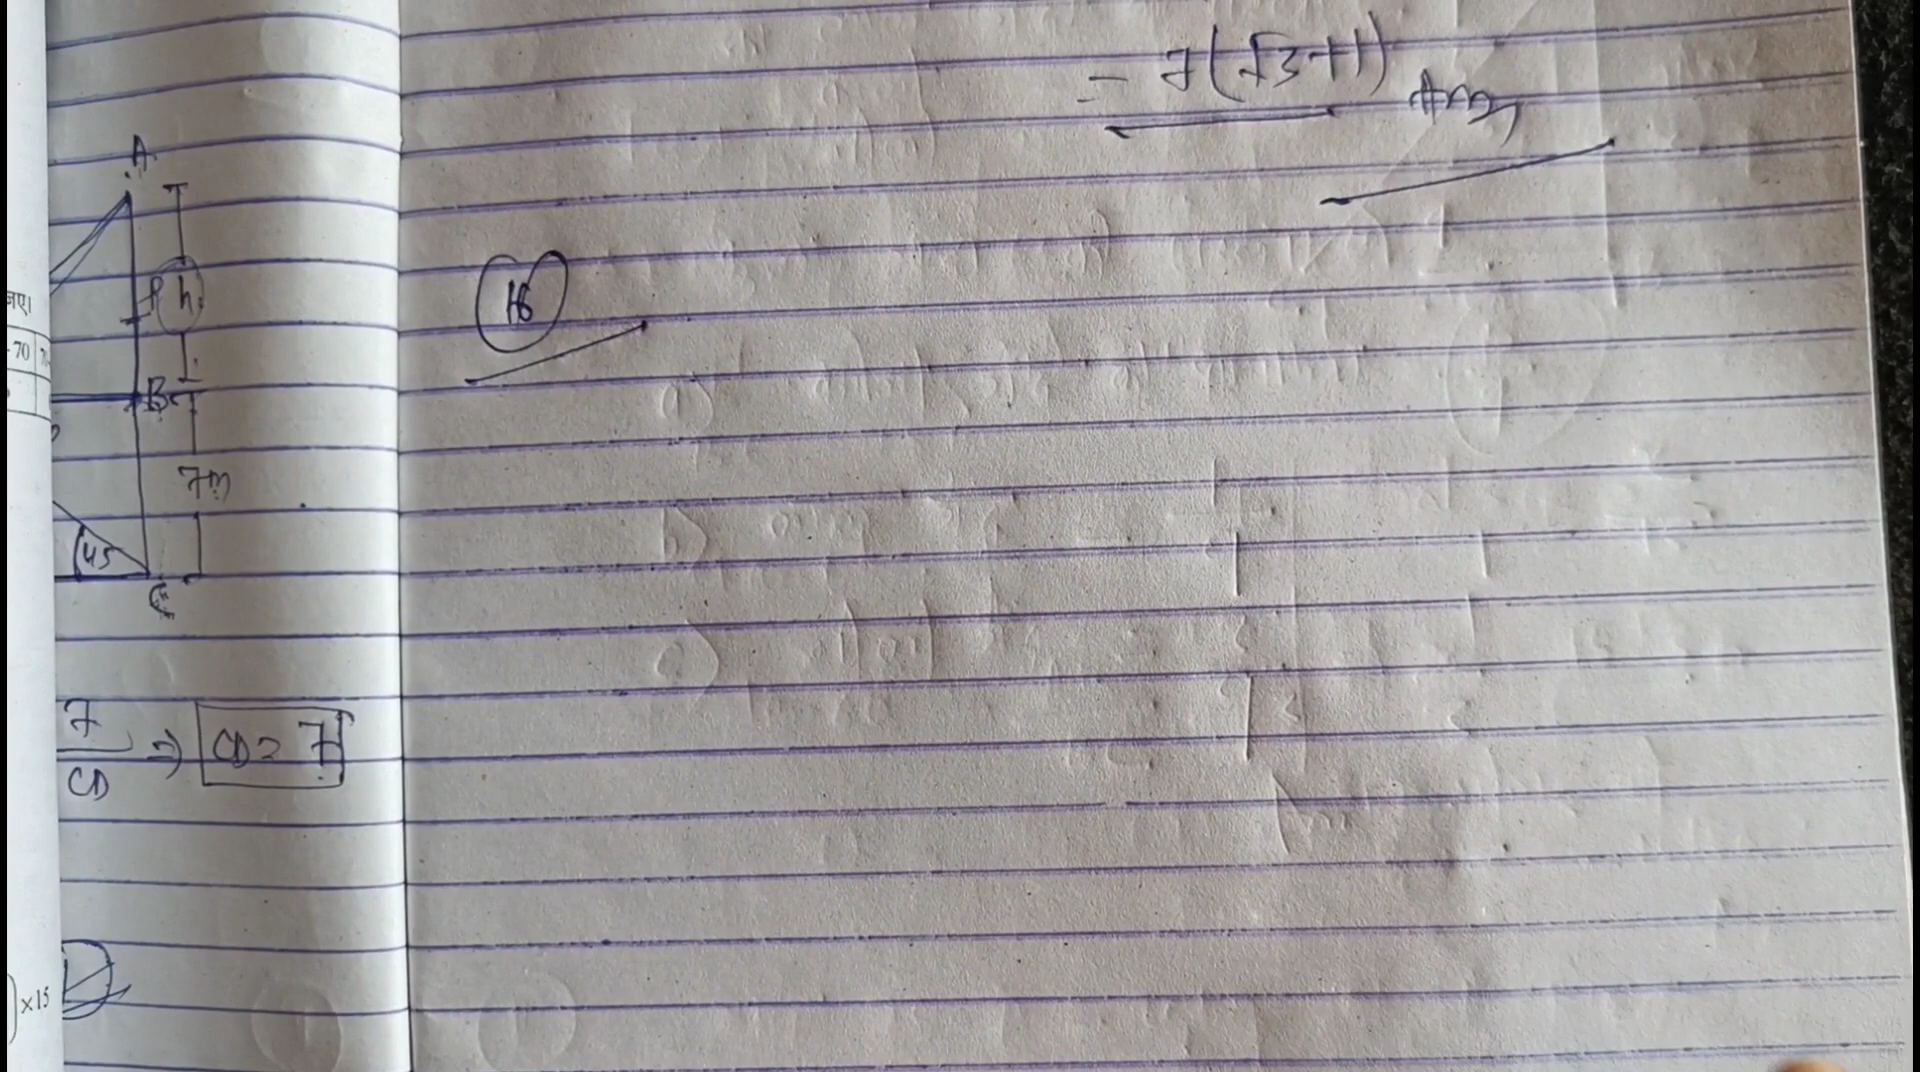 = 7(√3+1) Ans
16
A
h
B
7m
45
C
7/CD ⇒ CD = 7
70
×15